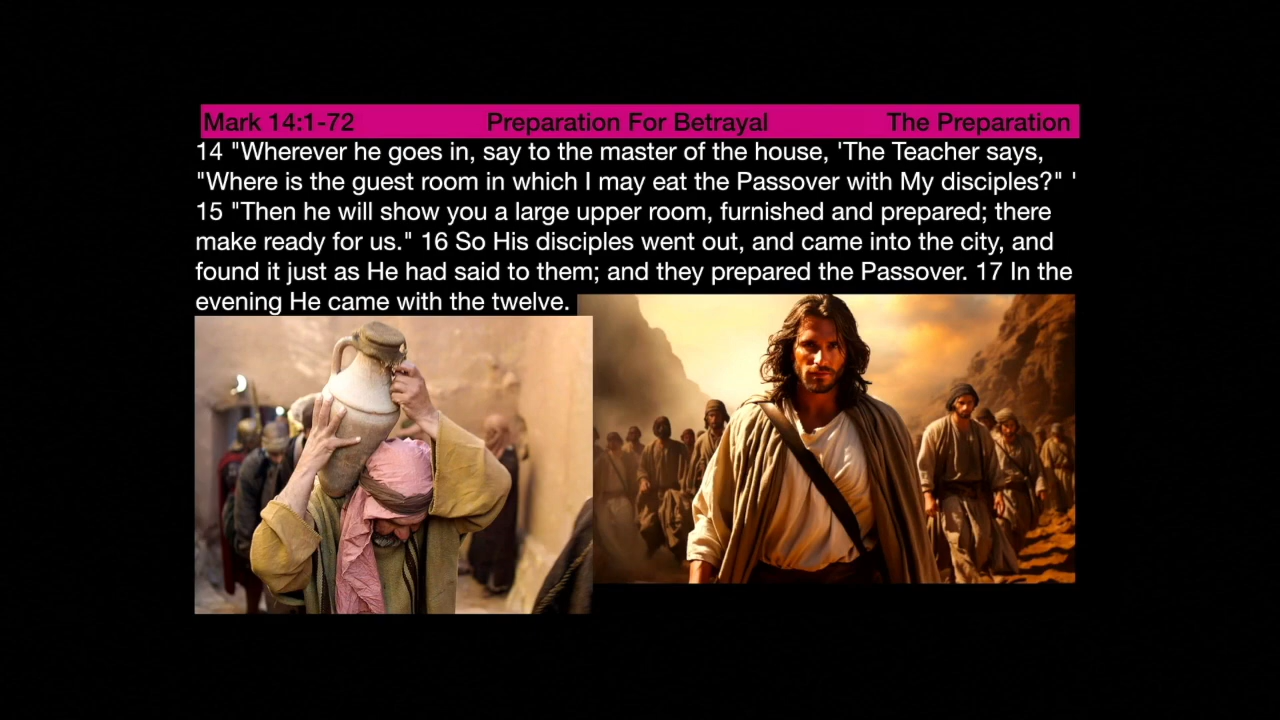 Mark 14:1-72 Preparation For Betrayal The Preparation
14 "Wherever he goes in, say to the master of the house, 'The Teacher says,
"Where is the guest room in which I may eat the Passover with My disciples?" '
15 "Then he will show you a large upper room, furnished and prepared; there
make ready for us." 16 So His disciples went out, and came into the city, and
found it just as He had said to them; and they prepared the Passover. 17 In the
evening He came with the twelve.